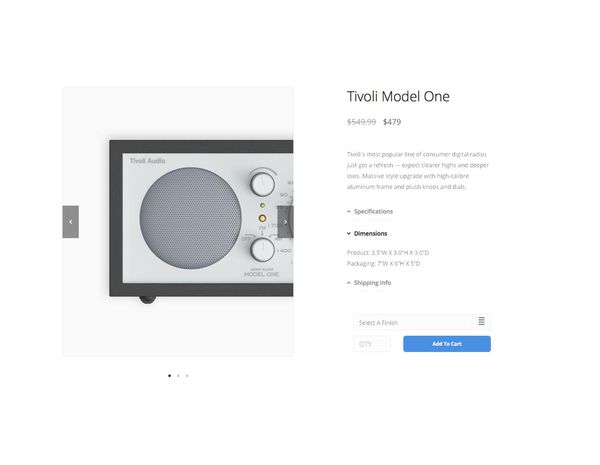 Tivoli Model One
$549.99 $479
Tivoli's most popular line of consumer digital radios
just got a refresh — expect clearer highs and deeper
lows. Massive style upgrade with high-calibre
aluminum frame and plush knobs and dials.
Specifications
Dimensions
Product: 3.5"W X 3.0"H X 3.0"D
Packaging: 7"W X 6"H X 5"D
Shipping Info
Select A Finish
QTY
Add To Cart
Tivoli Audio
90
FM
OFF
400
HENRY KLOSS
MODEL ONE